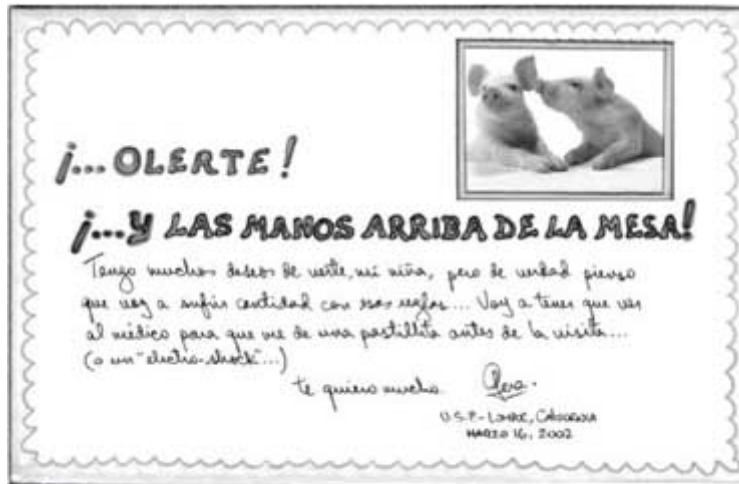 ¡...OLERTE!
¡...Y LAS MANOS ARRIBA DE LA MESA!
Tengo muchos deseos de verte, mi niña, pero de verdad pienso
que voy a sufrir cantidad con esas reglas... Voy a tener que ver
al médico para que me de una pastillita antes de la visita...
(o un "electro-shock"...)
te quiero mucho
U.S.P.-LOMPOC, CALIFORNIA
MARZO 16, 2002